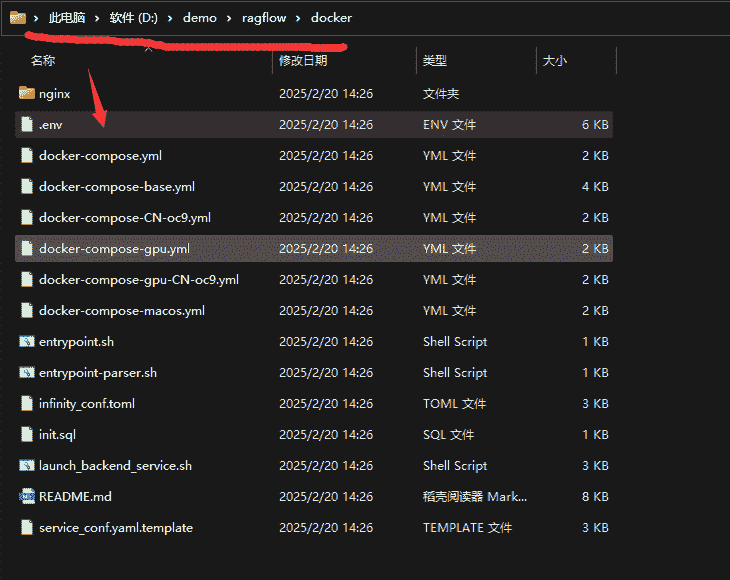 此电脑 > 软件 (D:) > demo > ragflow > docker
名称 修改日期 类型 大小
nginx 2025/2/20 14:26 文件夹
.env 2025/2/20 14:26 ENV 文件 6 KB
docker-compose.yml 2025/2/20 14:26 YML 文件 2 KB
docker-compose-base.yml 2025/2/20 14:26 YML 文件 4 KB
docker-compose-CN-oc9.yml 2025/2/20 14:26 YML 文件 2 KB
docker-compose-gpu.yml 2025/2/20 14:26 YML 文件 2 KB
docker-compose-gpu-CN-oc9.yml 2025/2/20 14:26 YML 文件 2 KB
docker-compose-macos.yml 2025/2/20 14:26 YML 文件 2 KB
entrypoint.sh 2025/2/20 14:26 Shell Script 1 KB
entrypoint-parser.sh 2025/2/20 14:26 Shell Script 1 KB
infinity_conf.toml 2025/2/20 14:26 TOML 文件 3 KB
init.sql 2025/2/20 14:26 SQL 文件 1 KB
launch_backend_service.sh 2025/2/20 14:26 Shell Script 3 KB
README.md 2025/2/20 14:26 稻壳阅读器 Mark... 8 KB
service_conf.yaml.template 2025/2/20 14:26 TEMPLATE 文件 3 KB